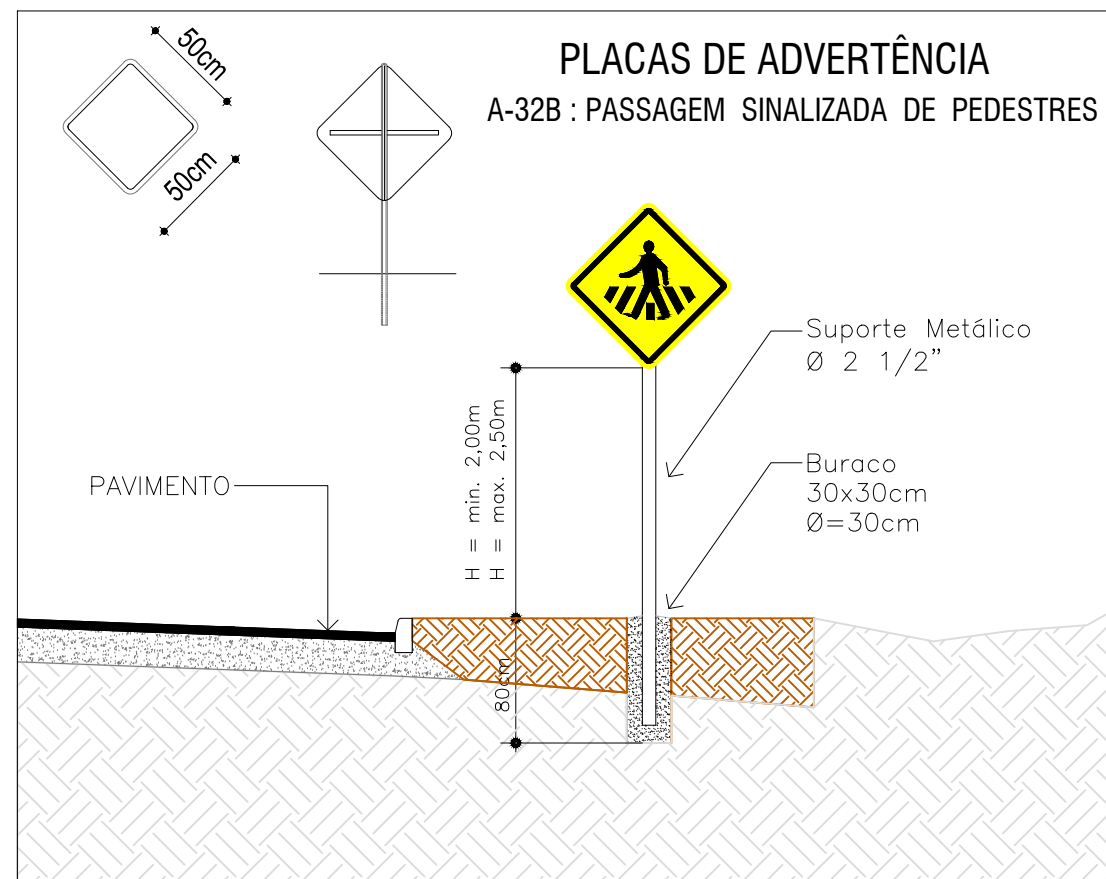 50cm
50cm
PLACAS DE ADVERTÊNCIA
A-32B : PASSAGEM SINALIZADA DE PEDESTRES
Suporte Metálico
Ø 2 1/2”
H = min. 2,00m
H = max. 2,50m
PAVIMENTO
Buraco
30x30cm
Ø=30cm
80cm